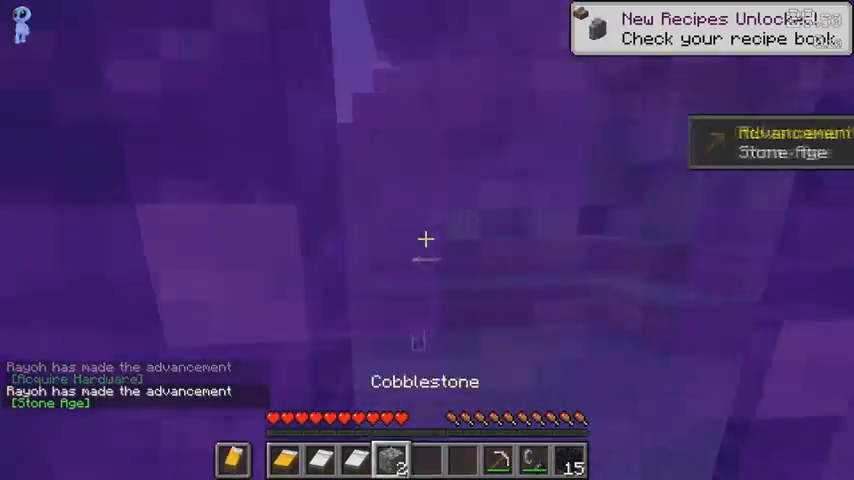 New Recipes Unlocked!
Check your recipe book
Advancement
Stone Age
Rayoh has made the advancement
[Acquire Hardware]
Rayoh has made the advancement
[Stone Age]
Cobblestone
2
15